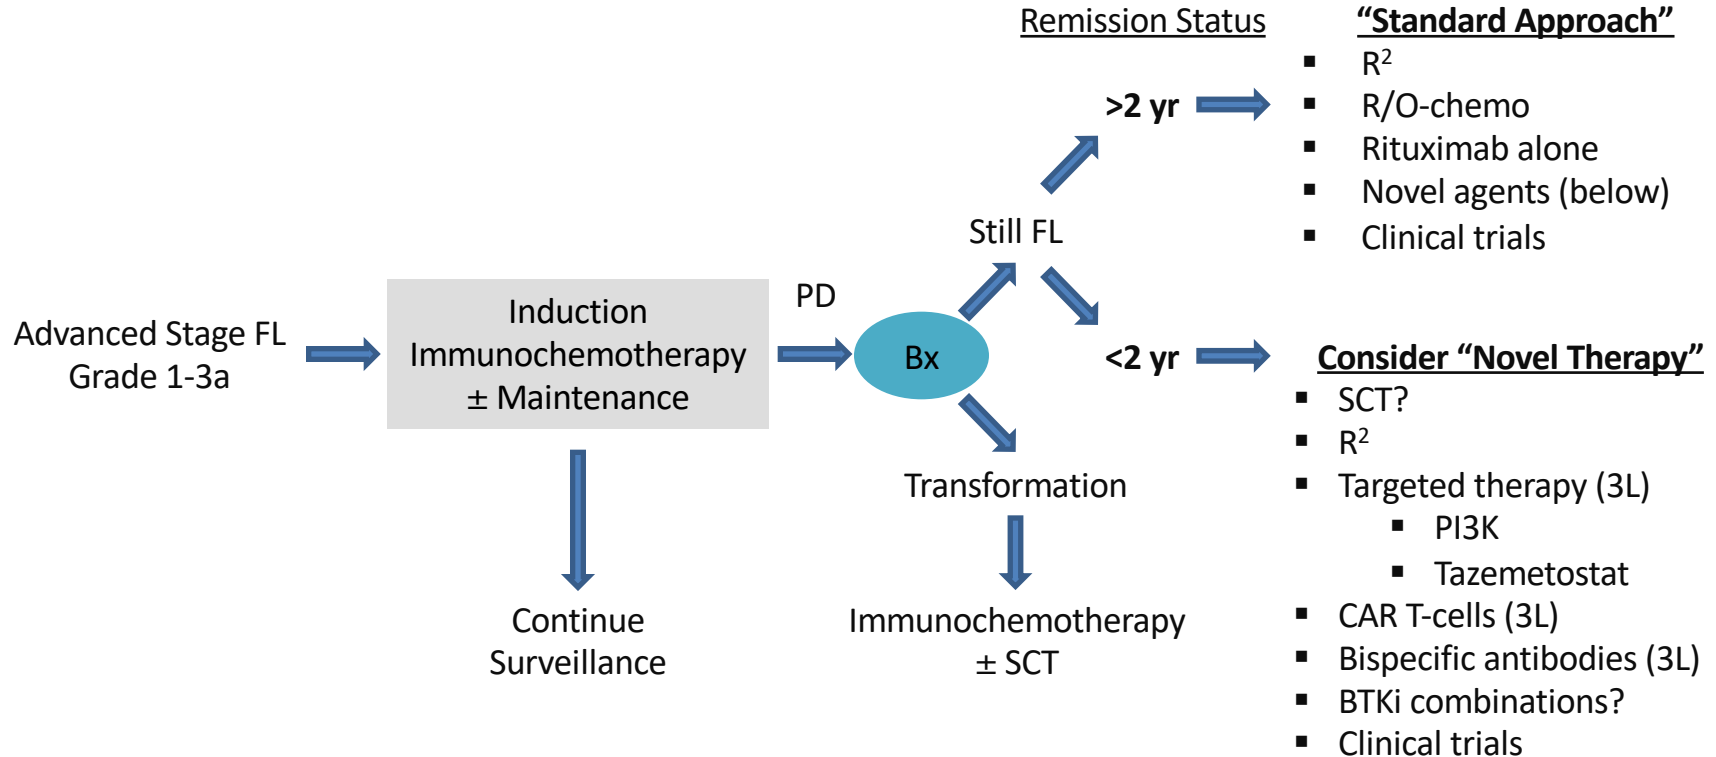 Remission Status
"Standard Approach"
▪ R²
▪ R/O-chemo
▪ Rituximab alone
▪ Novel agents (below)
▪ Clinical trials
>2 yr
Still FL
PD
Advanced Stage FL
Grade 1-3a
Induction
Immunochemotherapy
± Maintenance
Bx
<2 yr
Consider "Novel Therapy"
▪ SCT?
▪ R²
▪ Targeted therapy (3L)
▪ PI3K
▪ Tazemetostat
▪ CAR T-cells (3L)
▪ Bispecific antibodies (3L)
▪ BTKi combinations?
▪ Clinical trials
Transformation
Continue
Surveillance
Immunochemotherapy
± SCT